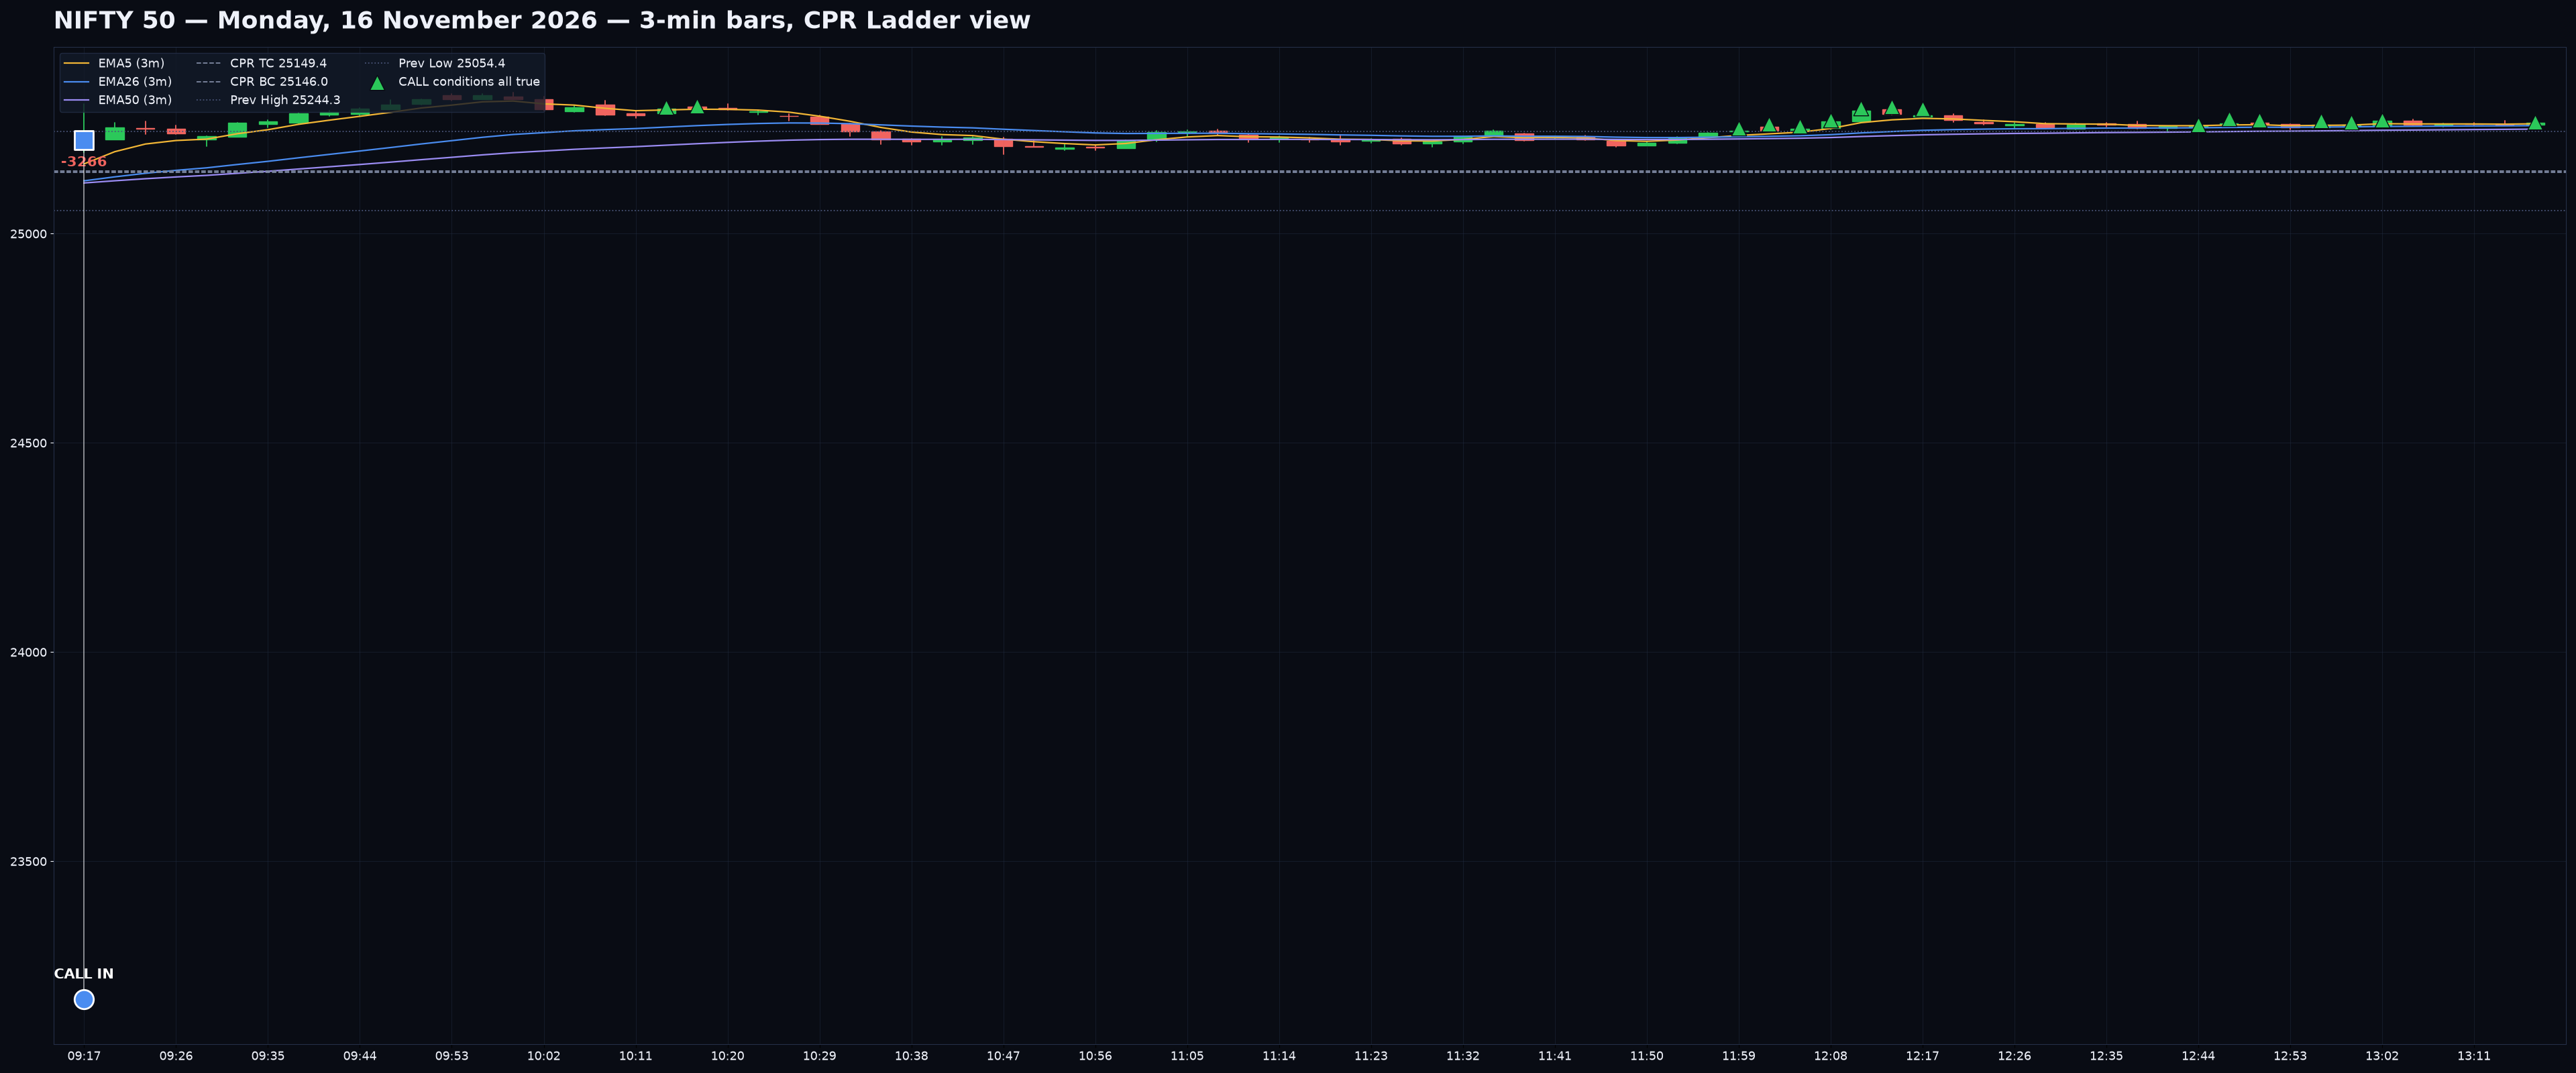 NIFTY 50 — Monday, 16 November 2026 — 3-min bars, CPR Ladder view
EMA5 (3m)
EMA26 (3m)
EMA50 (3m)
CPR TC 25149.4
CPR BC 25146.0
Prev High 25244.3
Prev Low 25054.4
CALL conditions all true
-3266
25000
24500
24000
23500
CALL IN
09:17 09:26 09:35 09:44 09:53 10:02 10:11 10:20 10:29 10:38 10:47 10:56 11:05 11:14 11:23 11:32 11:41 11:50 11:59 12:08 12:17 12:26 12:35 12:44 12:53 13:02 13:11